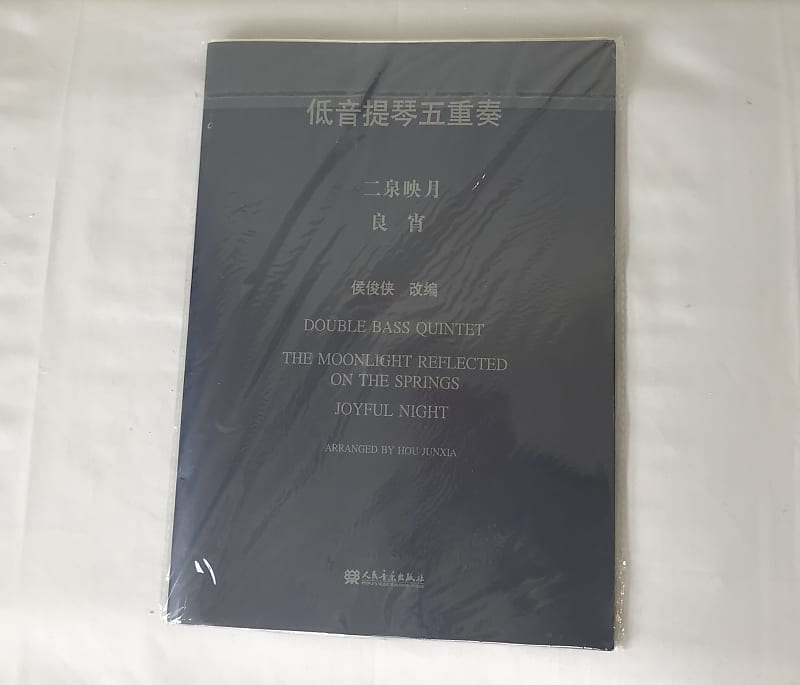 低音提琴五重奏
二泉映月
良 宵
侯俊侠 改编
DOUBLE BASS QUINTET
THE MOONLIGHT REFLECTED
ON THE SPRINGS
JOYFUL NIGHT
ARRANGED BY HOU JUNXIA
人民音乐出版社